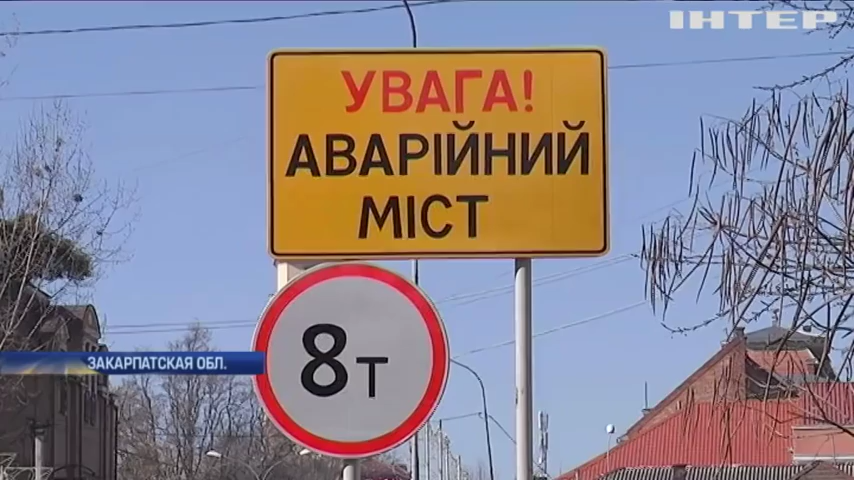 ІНТЕР
УВАГА!
АВАРІЙНИЙ
МІСТ
8т
ЗАКАРПАТСКАЯ ОБЛ.